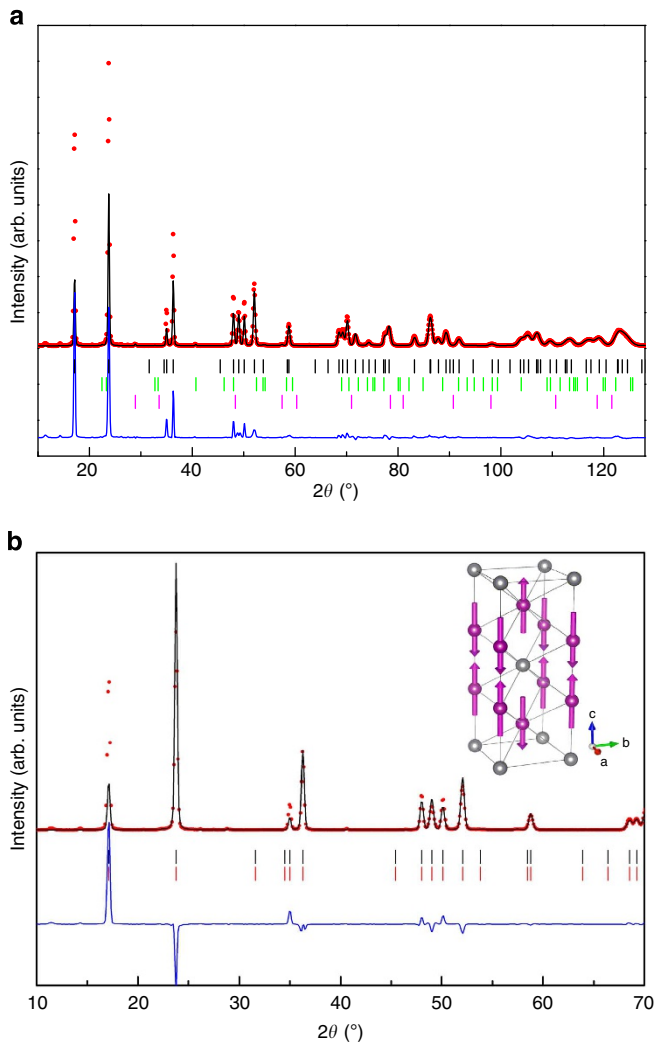 a
Intensity (arb. units)
20 40 60 80 100 120
2θ (°)
b
Intensity (arb. units)
c
b
a
10 20 30 40 50 60 70
2θ (°)